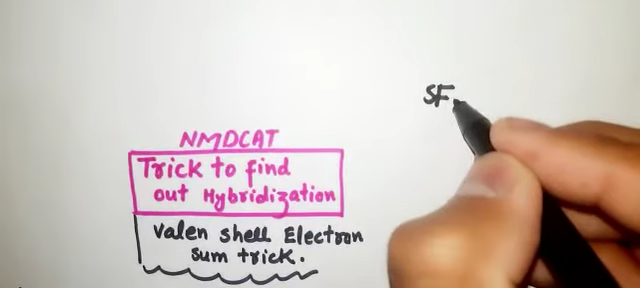 SF
NMDCAT
Trick to find
out Hybridization
Valen shell Electron
sum trick.